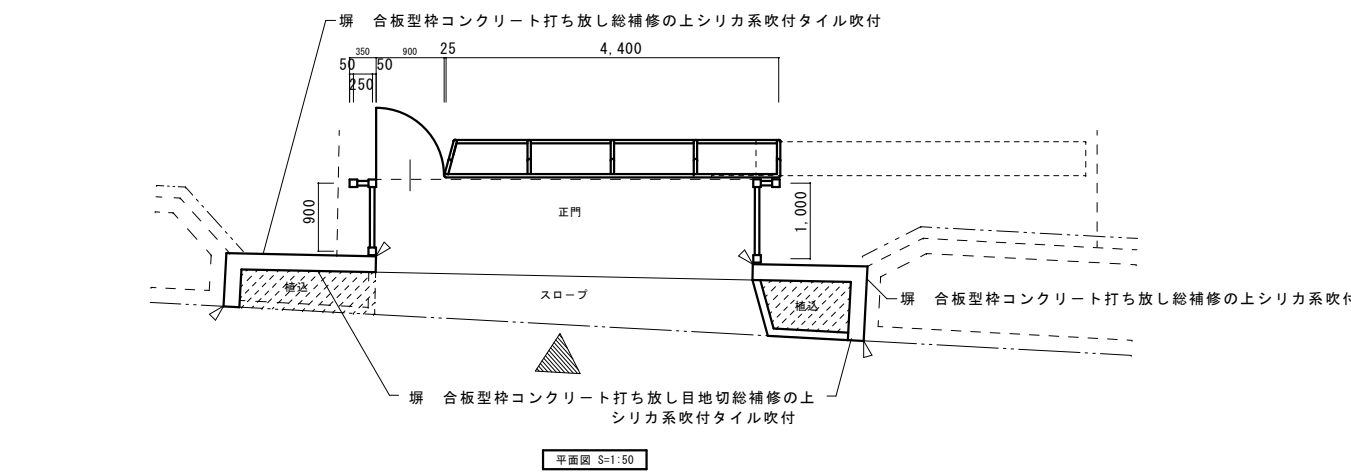 塀　合板型枠コンクリート打ち放し総補修の上シリカ系吹付タイル吹付
350 900 25 4,400
50 50
250
900
正門
1,000
植込
スロープ
植込
塀　合板型枠コンクリート打ち放し総補修の上シリカ系吹付
塀　合板型枠コンクリート打ち放し目地切総補修の上
シリカ系吹付タイル吹付
平面図 S=1:50